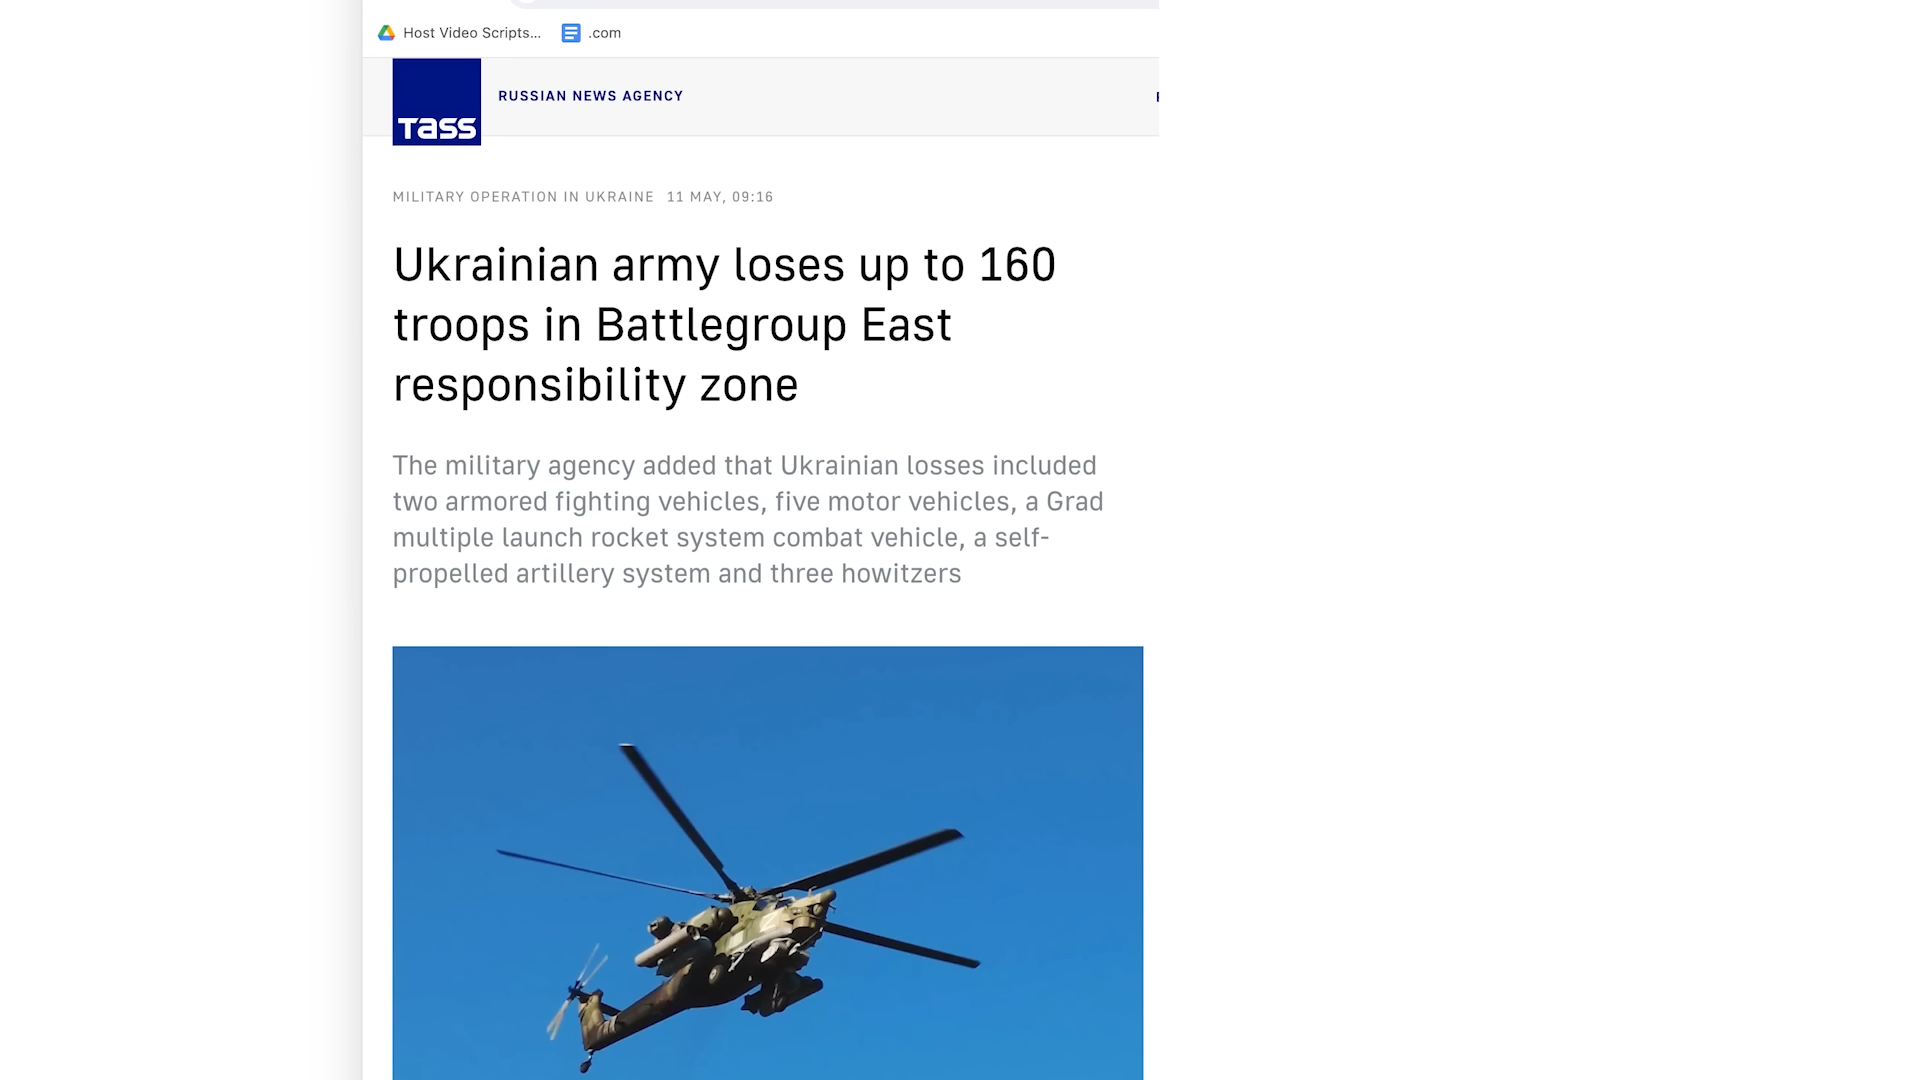 Host Video Scripts...
.com
RUSSIAN NEWS AGENCY
Tass
MILITARY OPERATION IN UKRAINE 11 MAY, 09:16
Ukrainian army loses up to 160
troops in Battlegroup East
responsibility zone
The military agency added that Ukrainian losses included
two armored fighting vehicles, five motor vehicles, a Grad
multiple launch rocket system combat vehicle, a self-
propelled artillery system and three howitzers